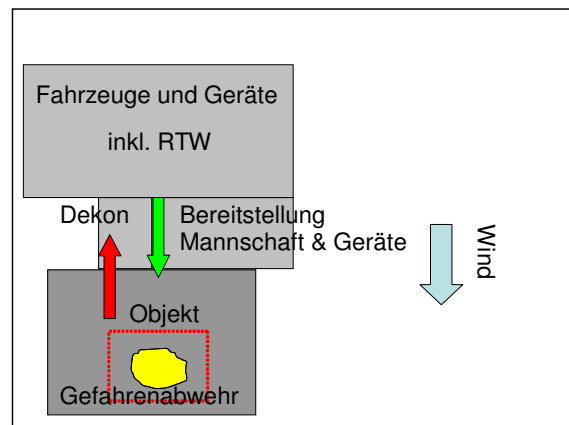 Fahrzeuge und Geräte
inkl. RTW
Dekon
Bereitstellung
Mannschaft & Geräte
Wind
Objekt
Gefahrenabwehr